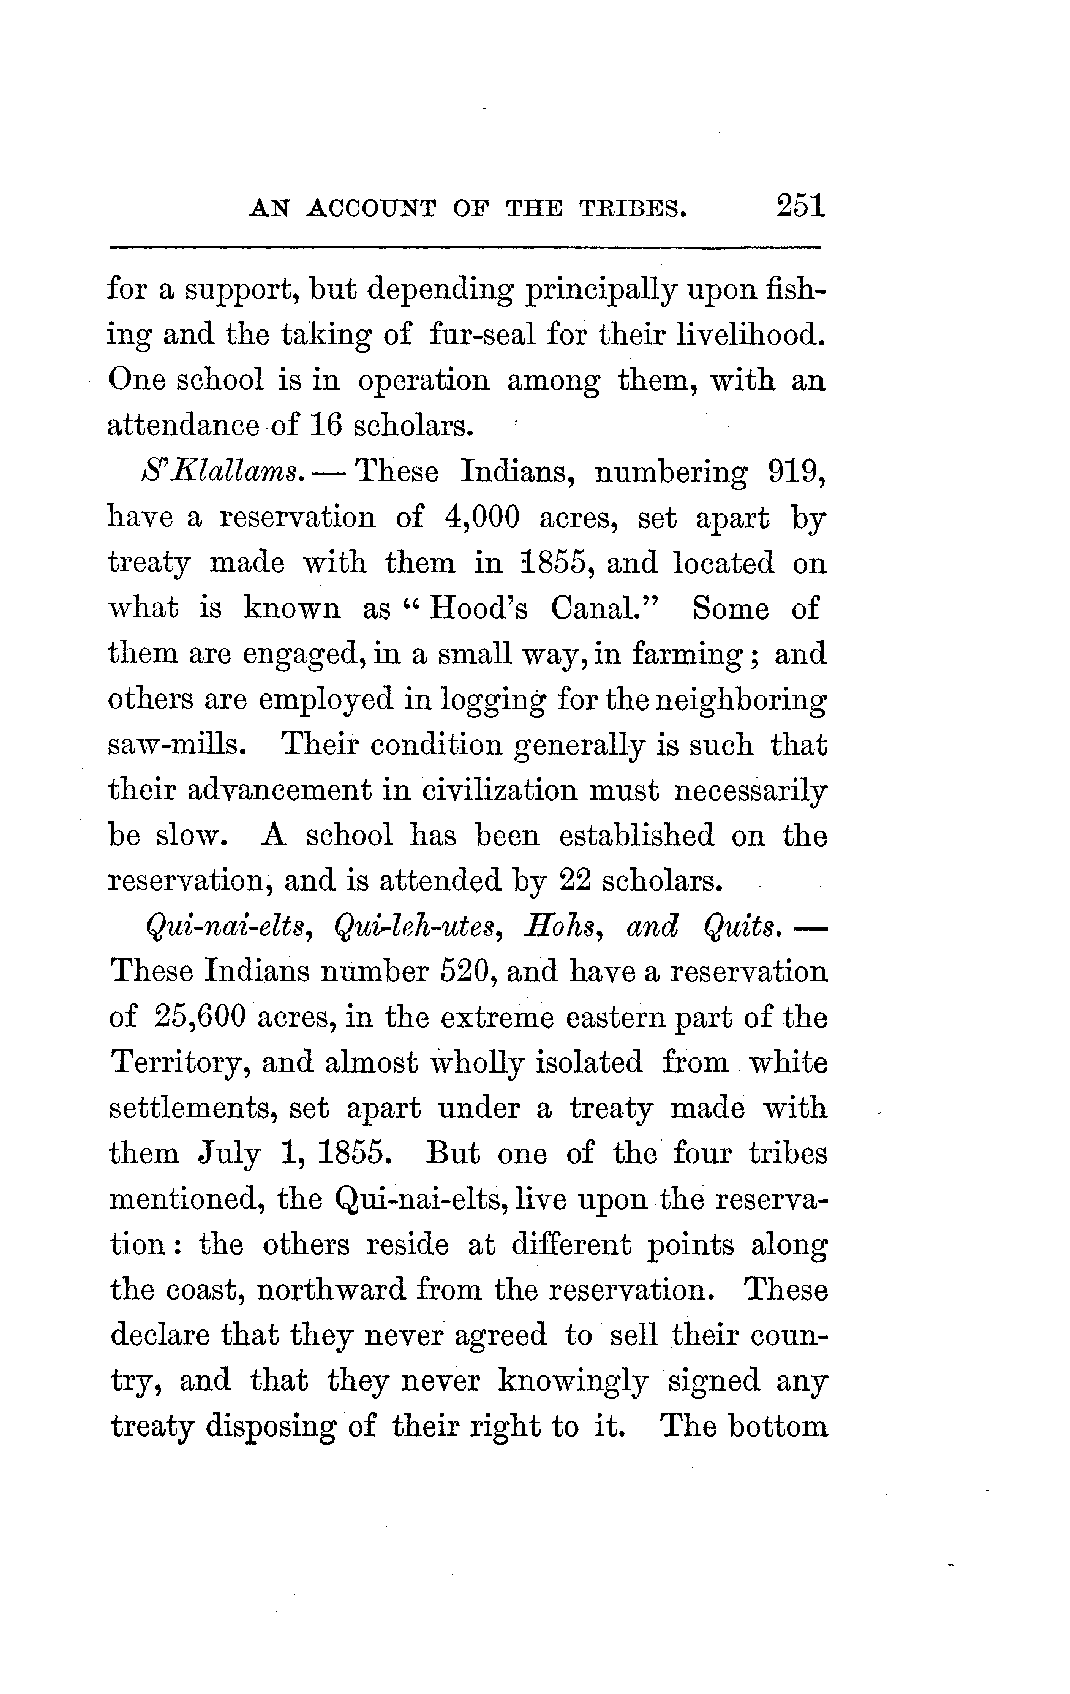 AN ACCOUNT OF THE TRIBES. 251
for a support, but depending principally upon fish-
ing and the taking of fur-seal for their livelihood.
One school is in operation among them, with an
attendance of 16 scholars.
S'Klallams. — These Indians, numbering 919,
have a reservation of 4,000 acres, set apart by
treaty made with them in 1855, and located on
what is known as “Hood's Canal.” Some of
them are engaged, in a small way, in farming; and
others are employed in logging for the neighboring
saw-mills. Their condition generally is such that
their advancement in civilization must necessarily
be slow. A school has been established on the
reservation, and is attended by 22 scholars.
Qui-nai-elts, Qui-leh-utes, Hohs, and Quits. —
These Indians number 520, and have a reservation
of 25,600 acres, in the extreme eastern part of the
Territory, and almost wholly isolated from white
settlements, set apart under a treaty made with
them July 1, 1855. But one of the four tribes
mentioned, the Qui-nai-elts, live upon the reserva-
tion: the others reside at different points along
the coast, northward from the reservation. These
declare that they never agreed to sell their coun-
try, and that they never knowingly signed any
treaty disposing of their right to it. The bottom